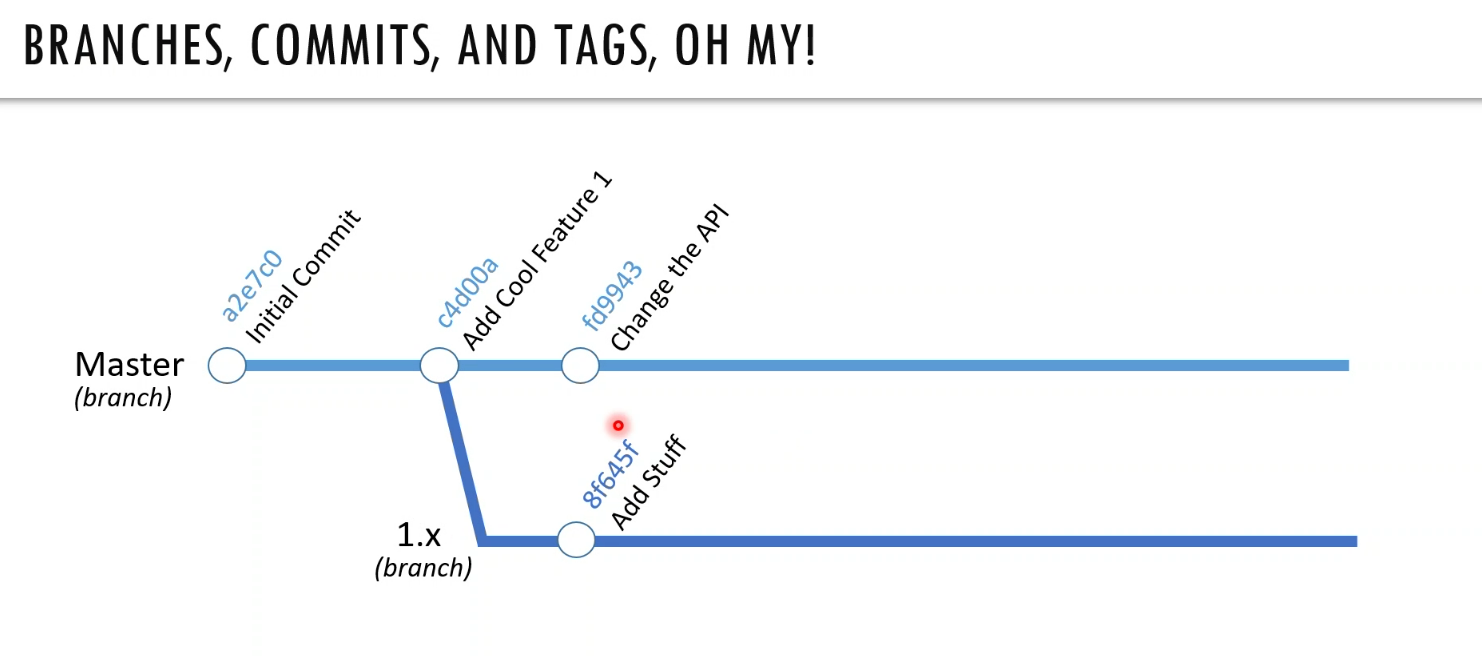 BRANCHES, COMMITS, AND TAGS, OH MY!
a2e7c0
Initial Commit
c4d00a
Add Cool Feature 1
fd9943
Change the API
Master
(branch)
8f645f
Add Stuff
1.x
(branch)